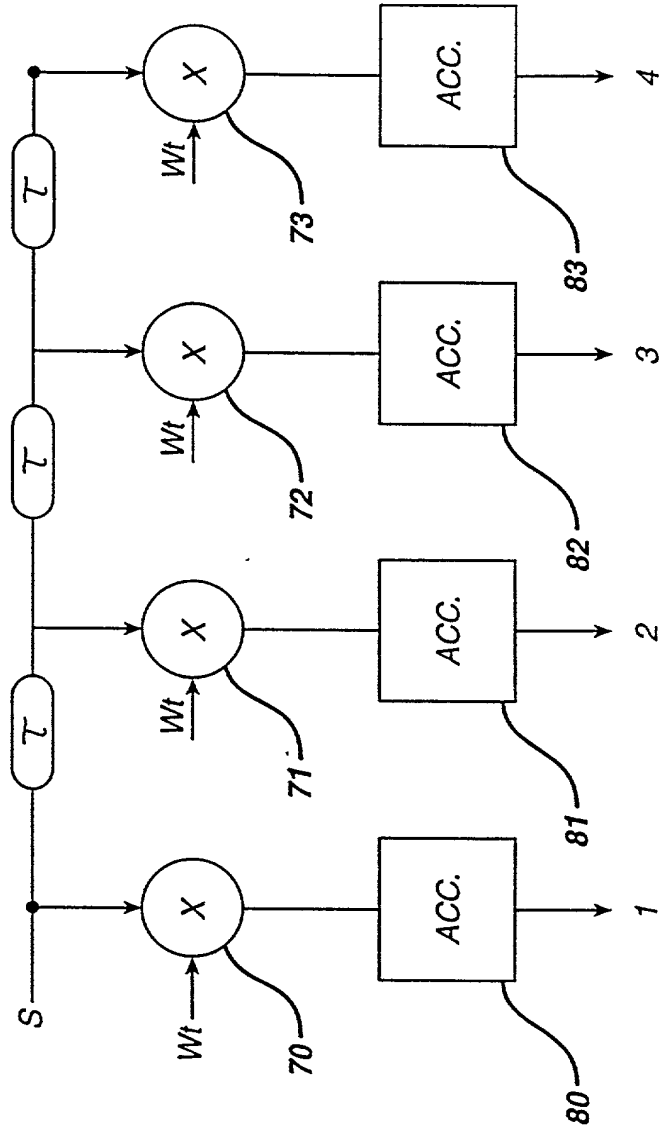 S
τ τ τ
Wt Wt Wt Wt
X X X X
70 71 72 73
ACC. ACC. ACC. ACC.
80 81 82 83
1 2 3 4